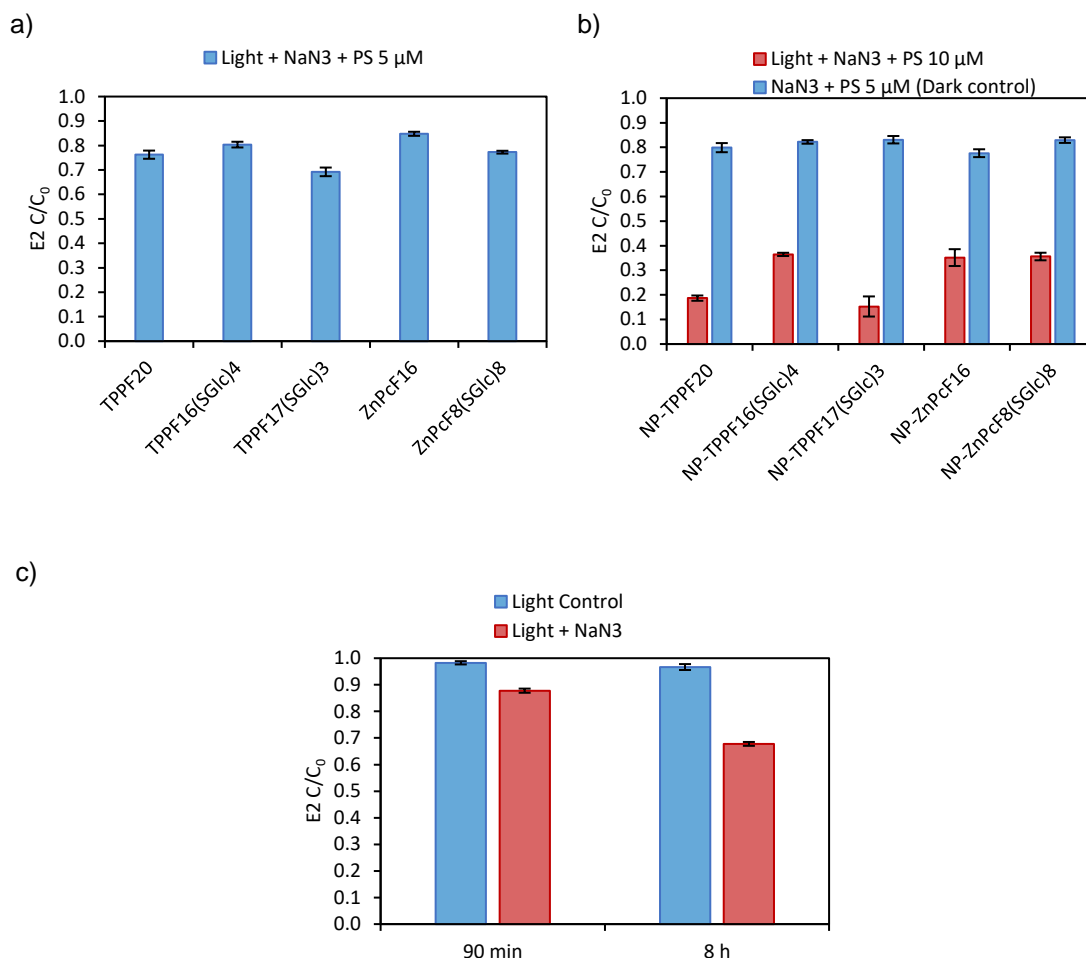 a)
Light + NaN3 + PS 5 µM
1.0
0.9
0.8
0.7
0.6
0.5
0.4
0.3
0.2
0.1
0.0
E2 C/C0
TPPF20
TPPF16(SGlc)4
TPPF17(SGlc)3
ZnPcF16
ZnPcF8(SGlc)8
b)
Light + NaN3 + PS 10 µM
NaN3 + PS 5 µM (Dark control)
1.0
0.9
0.8
0.7
0.6
0.5
0.4
0.3
0.2
0.1
0.0
E2 C/C0
NP-TPPF20
NP-TPPF16(SGlc)4
NP-TPPF17(SGlc)3
NP-ZnPcF16
NP-ZnPcF8(SGlc)8
c)
Light Control
Light + NaN3
1.0
0.9
0.8
0.7
0.6
0.5
0.4
0.3
0.2
0.1
0.0
E2 C/C0
90 min
8 h